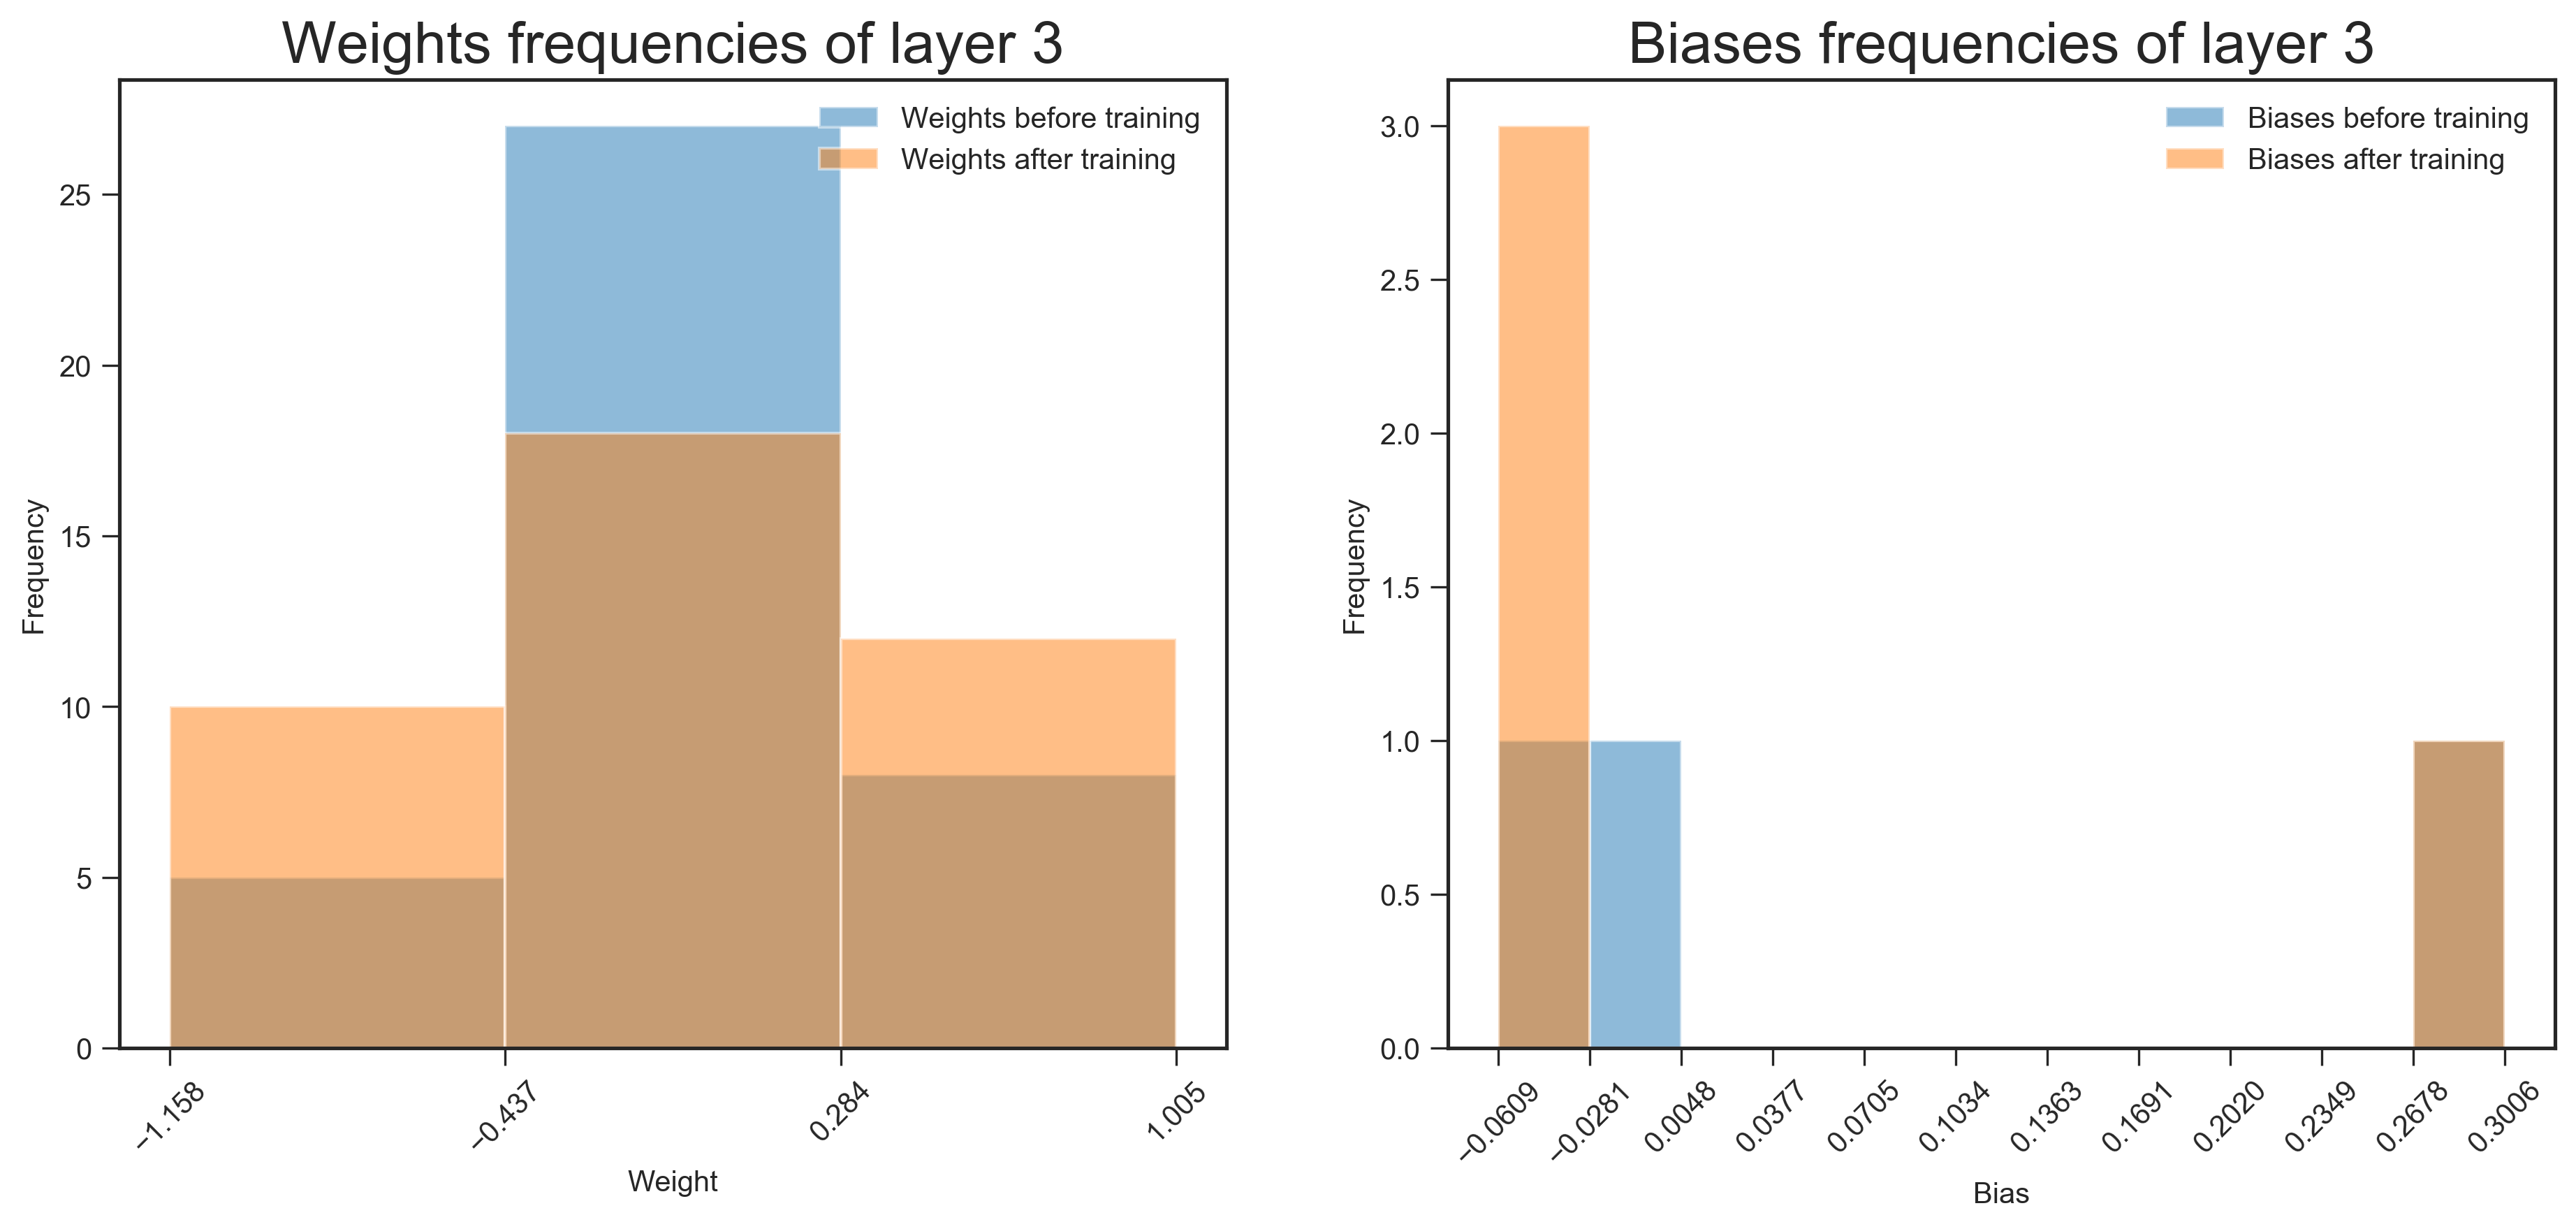 Weights frequencies of layer 3
Weights before training
Weights after training
Frequency
25
20
15
10
5
0
−1.158
−0.437
0.284
1.005
Weight
Biases frequencies of layer 3
Biases before training
Biases after training
Frequency
3.0
2.5
2.0
1.5
1.0
0.5
0.0
−0.0609
−0.0281
0.0048
0.0377
0.0705
0.1034
0.1363
0.1691
0.2020
0.2349
0.2678
0.3006
Bias